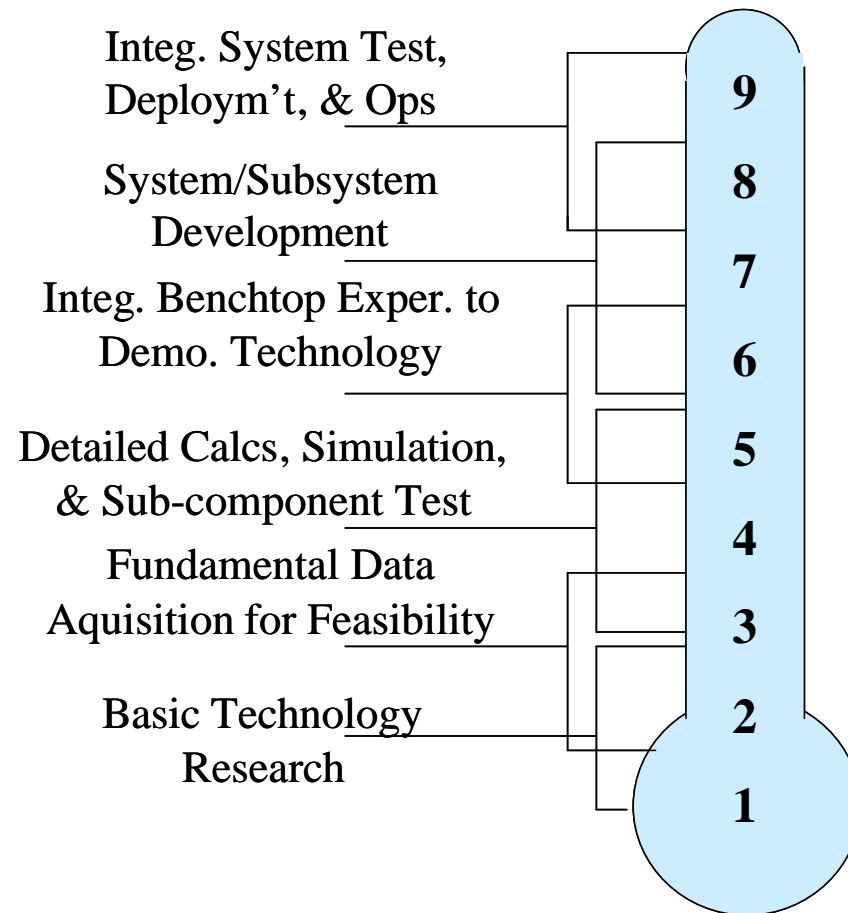 Integ. System Test,
Deploym’t, & Ops
System/Subsystem
Development
Integ. Benchtop Exper. to
Demo. Technology
Detailed Calcs, Simulation,
& Sub-component Test
Fundamental Data
Aquisition for Feasibility
Basic Technology
Research
9
8
7
6
5
4
3
2
1